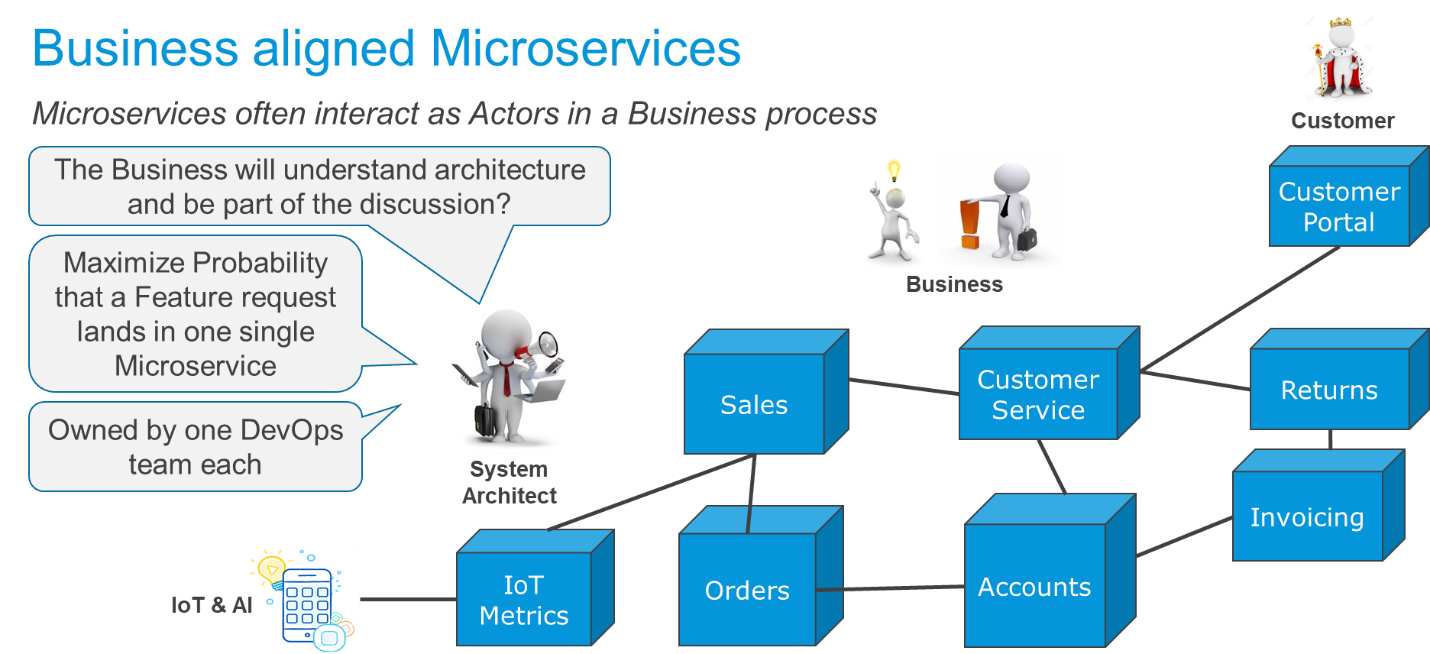 Business aligned Microservices
Microservices often interact as Actors in a Business process
Customer
The Business will understand architecture
and be part of the discussion?
Maximize Probability
that a Feature request
lands in one single
Microservice
Owned by one DevOps
team each
System
Architect
Business
Customer
Portal
Sales
Customer
Service
Returns
IoT & AI
IoT
Metrics
Orders
Accounts
Invoicing